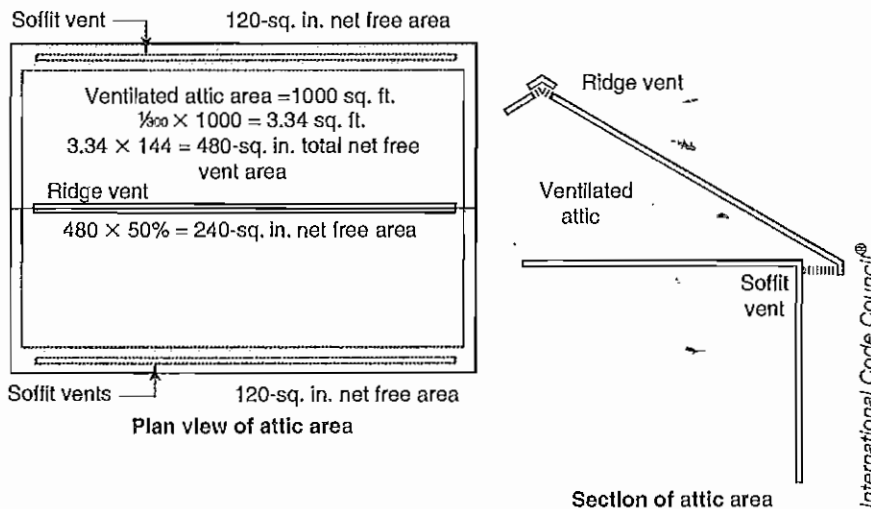 Soffit vent
120-sq. in. net free area
Ventilated attic area =1000 sq. ft.
1⁄300 × 1000 = 3.34 sq. ft.
3.34 × 144 = 480-sq. in. total net free
vent area
Ridge vent
480 × 50% = 240-sq. in. net free area
Soffit vents
120-sq. in. net free area
Plan view of attic area
Ridge vent
Ventilated
attic
Soffit
vent
Section of attic area
International Code Council®